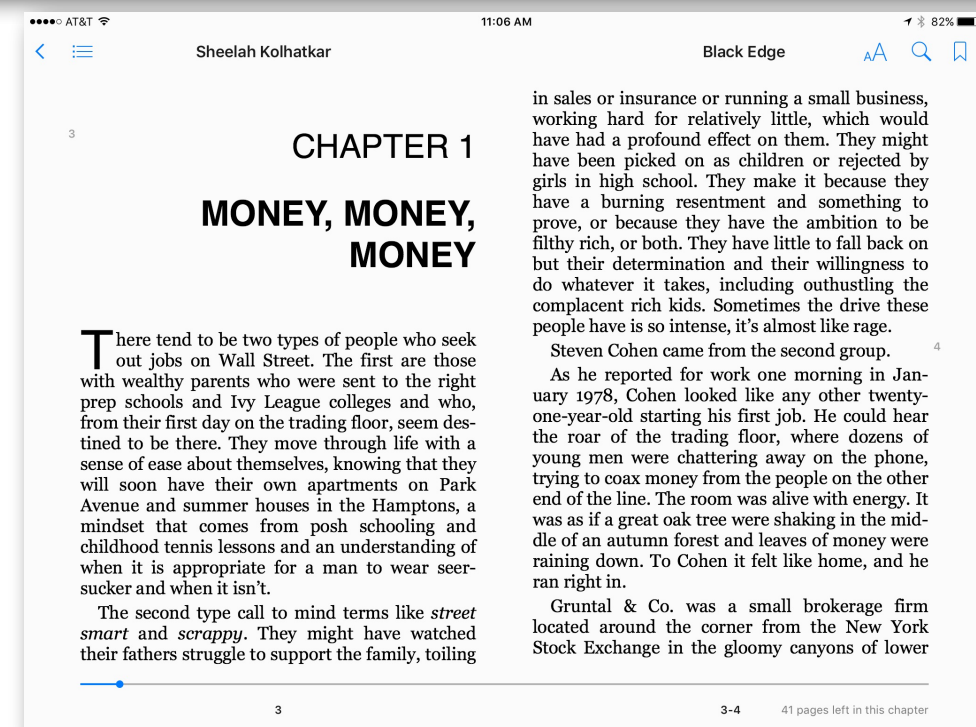 AT&T
11:06 AM
82%
Sheelah Kolhatkar
Black Edge
AA
3
CHAPTER 1
MONEY, MONEY,
MONEY
There tend to be two types of people who seek
out jobs on Wall Street. The first are those
with wealthy parents who were sent to the right
prep schools and Ivy League colleges and who,
from their first day on the trading floor, seem des-
tined to be there. They move through life with a
sense of ease about themselves, knowing that they
will soon have their own apartments on Park
Avenue and summer houses in the Hamptons, a
mindset that comes from posh schooling and
childhood tennis lessons and an understanding of
when it is appropriate for a man to wear seer-
sucker and when it isn't.
The second type call to mind terms like street
smart and scrappy. They might have watched
their fathers struggle to support the family, toiling
in sales or insurance or running a small business,
working hard for relatively little, which would
have had a profound effect on them. They might
have been picked on as children or rejected by
girls in high school. They make it because they
have a burning resentment and something to
prove, or because they have the ambition to be
filthy rich, or both. They have little to fall back on
but their determination and their willingness to
do whatever it takes, including outhustling the
complacent rich kids. Sometimes the drive these
people have is so intense, it's almost like rage.
Steven Cohen came from the second group.
4
As he reported for work one morning in Jan-
uary 1978, Cohen looked like any other twenty-
one-year-old starting his first job. He could hear
the roar of the trading floor, where dozens of
young men were chattering away on the phone,
trying to coax money from the people on the other
end of the line. The room was alive with energy. It
was as if a great oak tree were shaking in the mid-
dle of an autumn forest and leaves of money were
raining down. To Cohen it felt like home, and he
ran right in.
Gruntal & Co. was a small brokerage firm
located around the corner from the New York
Stock Exchange in the gloomy canyons of lower
3
3-4
41 pages left in this chapter